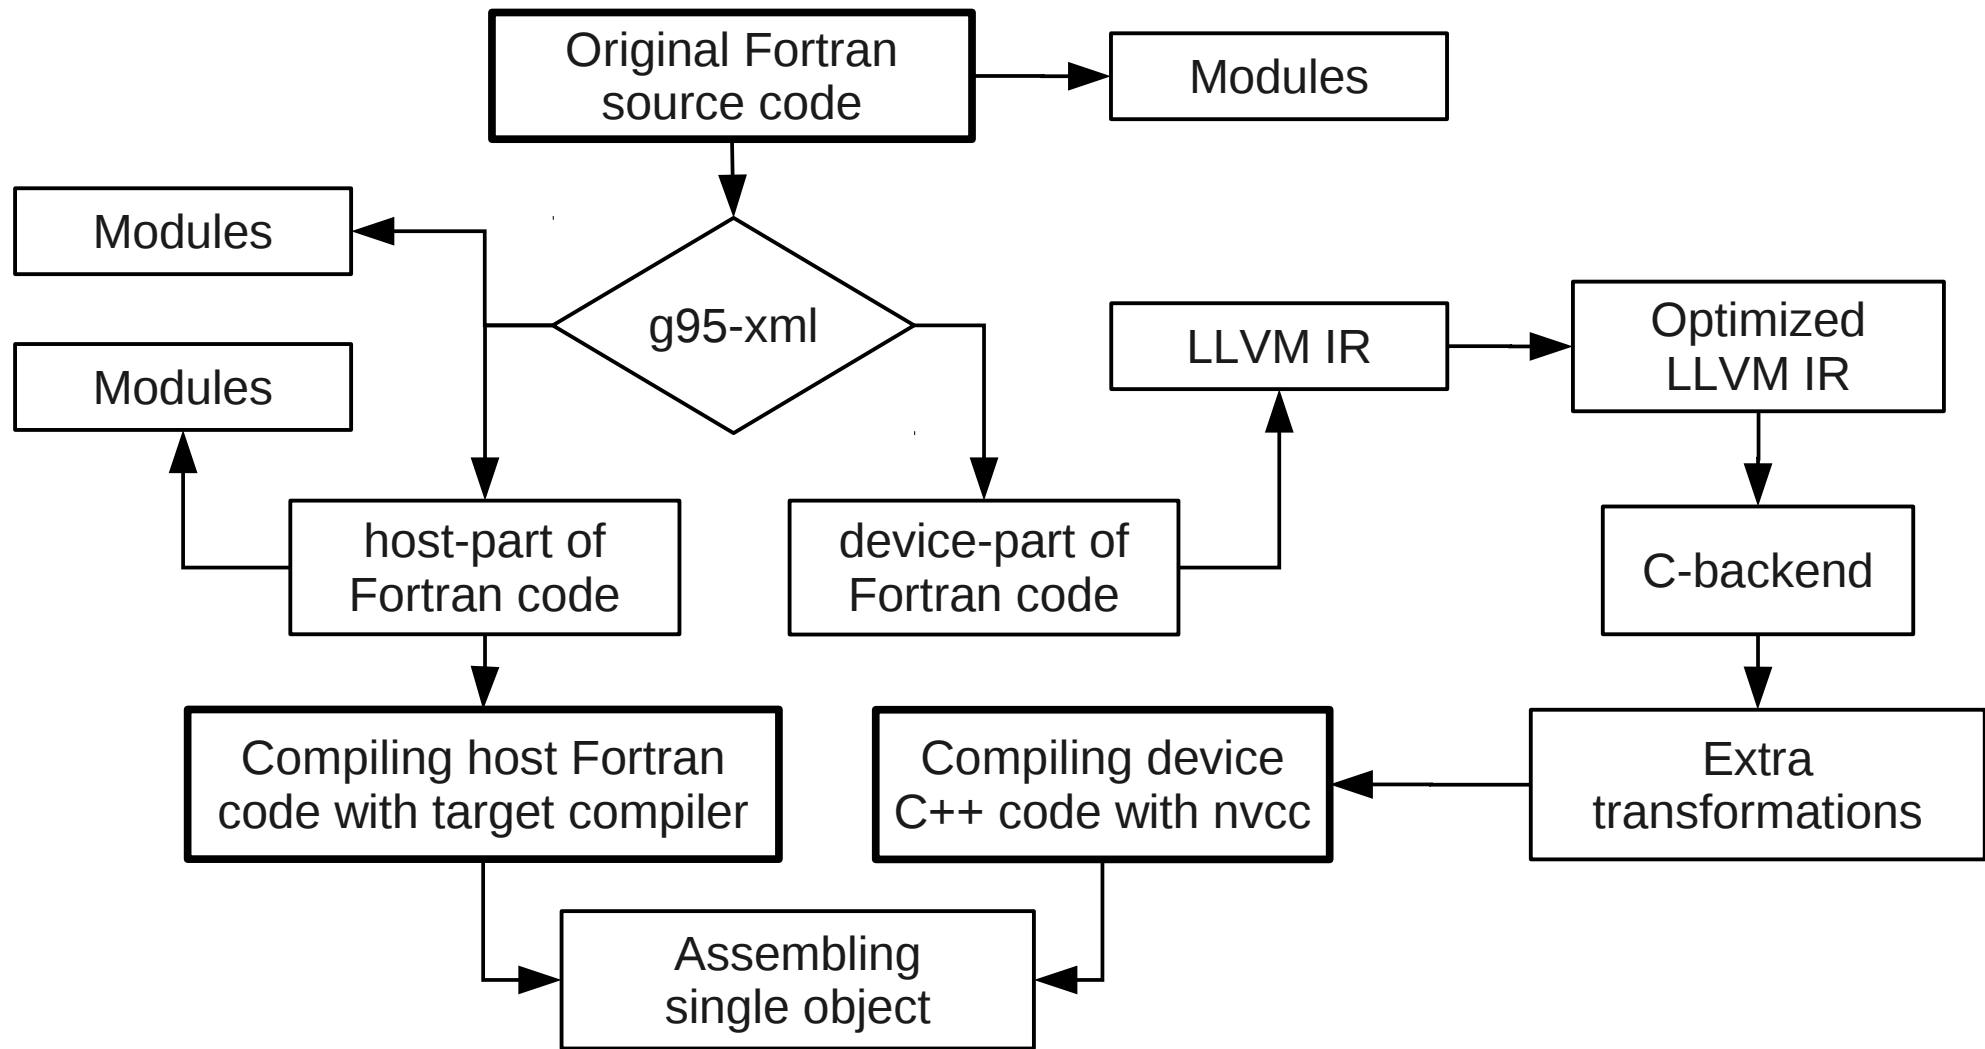 Original Fortran
source code
Modules
Modules
g95-xml
Modules
LLVM IR
Optimized
LLVM IR
host-part of
Fortran code
device-part of
Fortran code
C-backend
Compiling host Fortran
code with target compiler
Compiling device
C++ code with nvcc
Extra
transformations
Assembling
single object